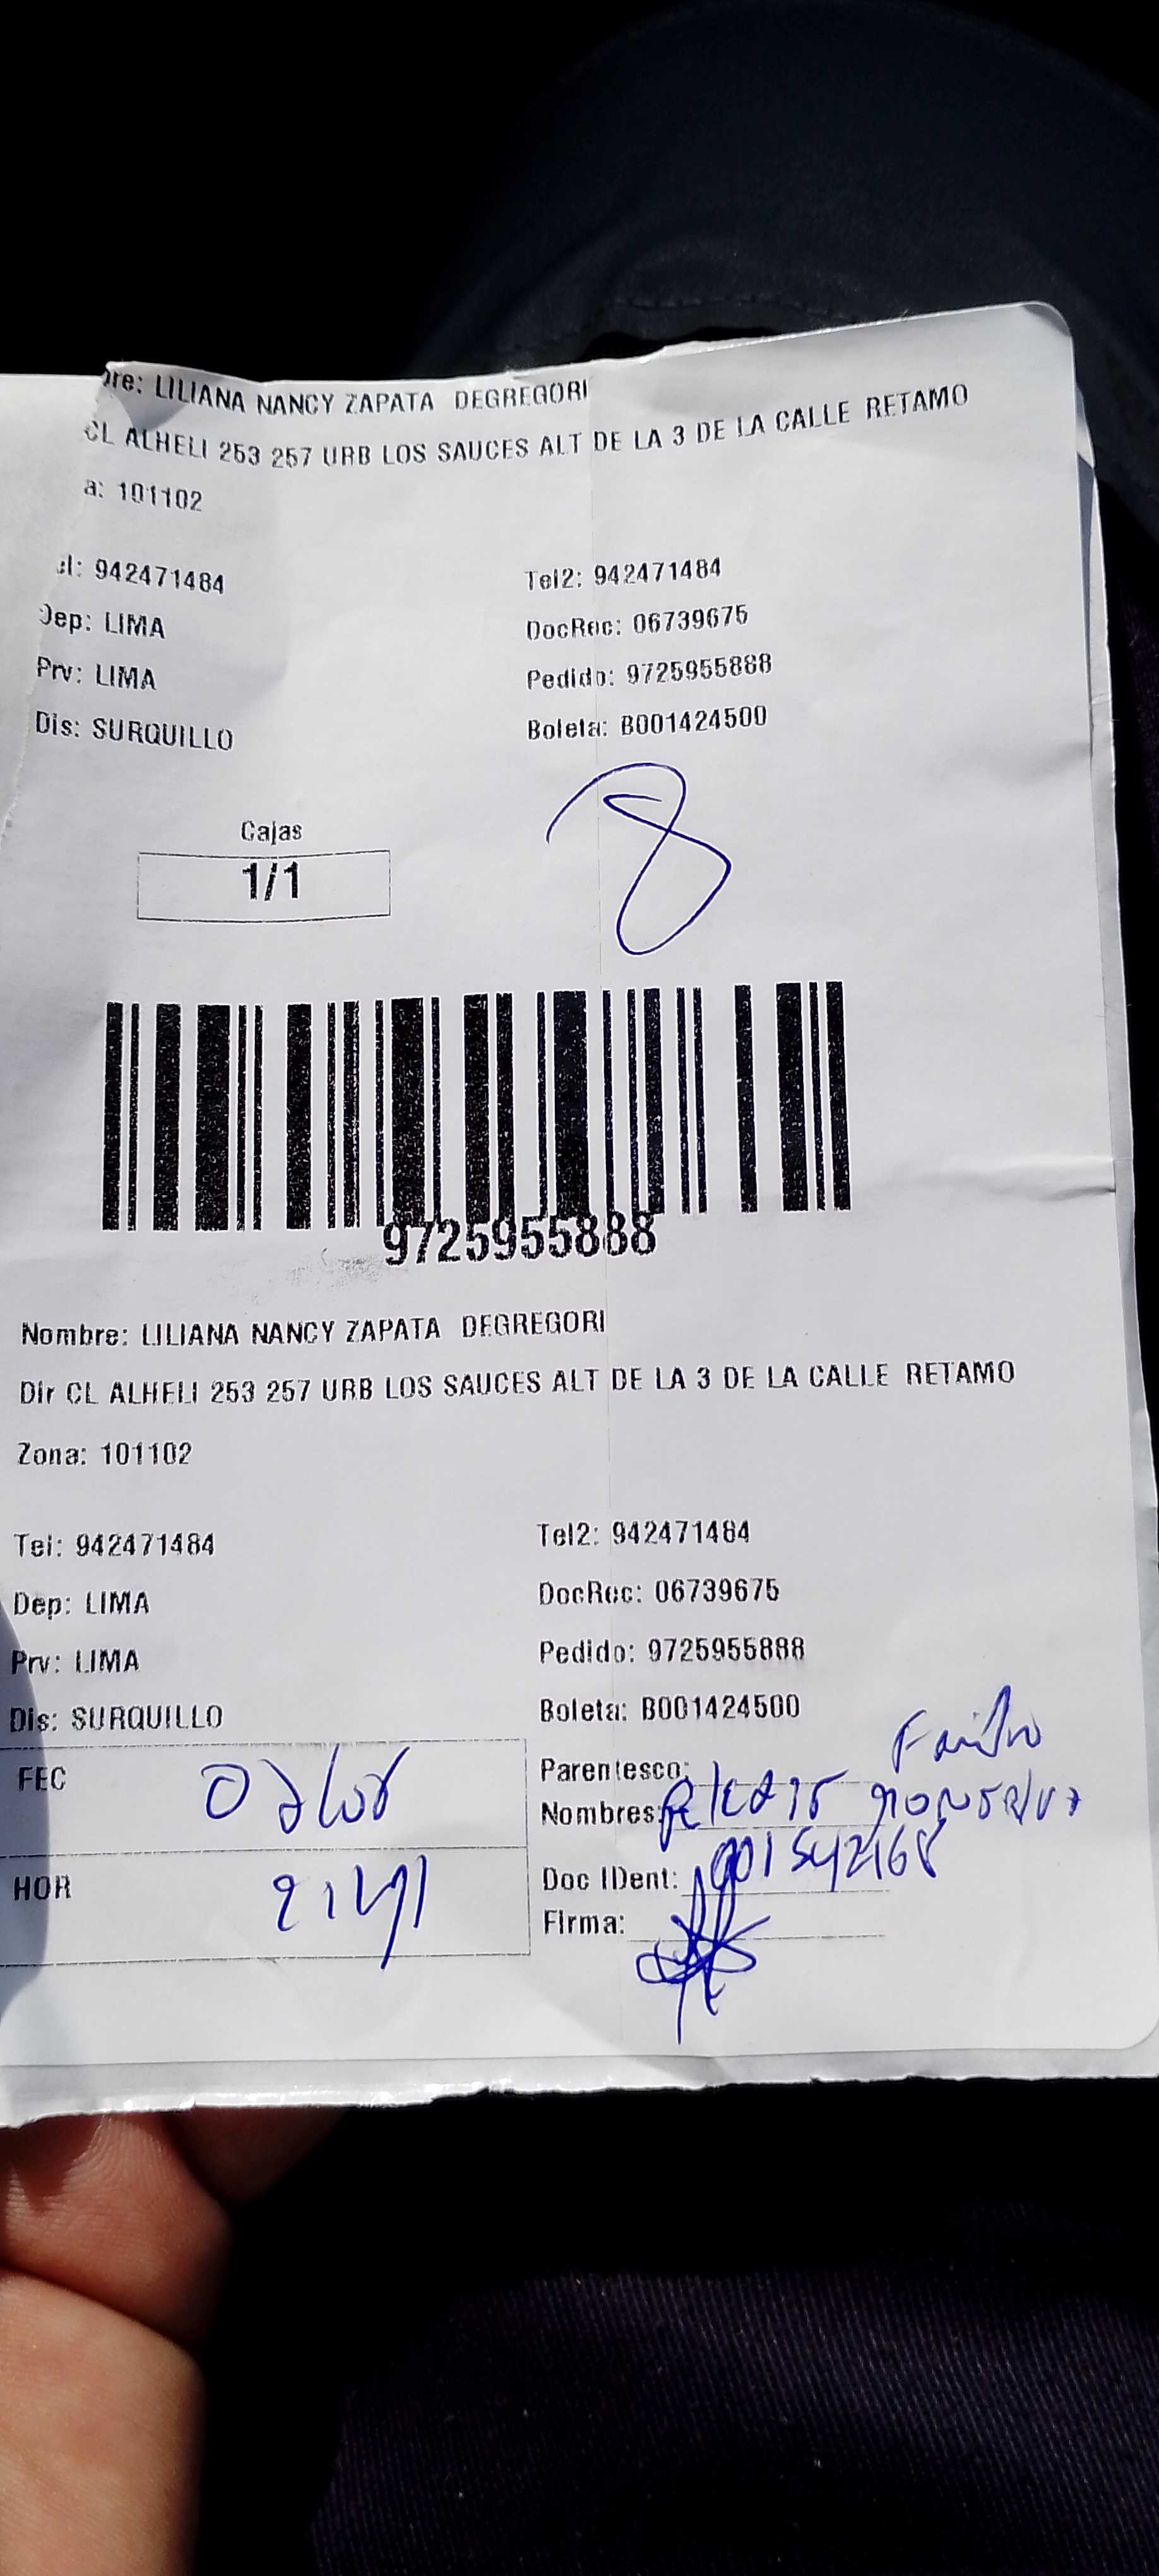 re: LILIANA NANCY ZAPATA DEGREGORI
CL ALHELI 253 257 URB LOS SAUCES ALT DE LA 3 DE LA CALLE RETAMO
a: 101102
el: 942471484 Tel2: 942471484
Dep: LIMA DocRec: 06739675
Prv: LIMA Pedido: 9725955888
Dis: SURQUILLO Boleta: B001424500
Cajas
1/1
8
9725955888
Nombre: LILIANA NANCY ZAPATA DEGREGORI
Dir CL ALHELI 253 257 URB LOS SAUCES ALT DE LA 3 DE LA CALLE RETAMO
Zona: 101102
Tel: 942471484 Tel2: 942471484
Dep: LIMA DocRec: 06739675
Prv: LIMA Pedido: 9725955888
Dis: SURQUILLO Boleta: B001424500
FEC Parentesco:
Nombres:
HOR Doc IDent: 001542168
Firma: